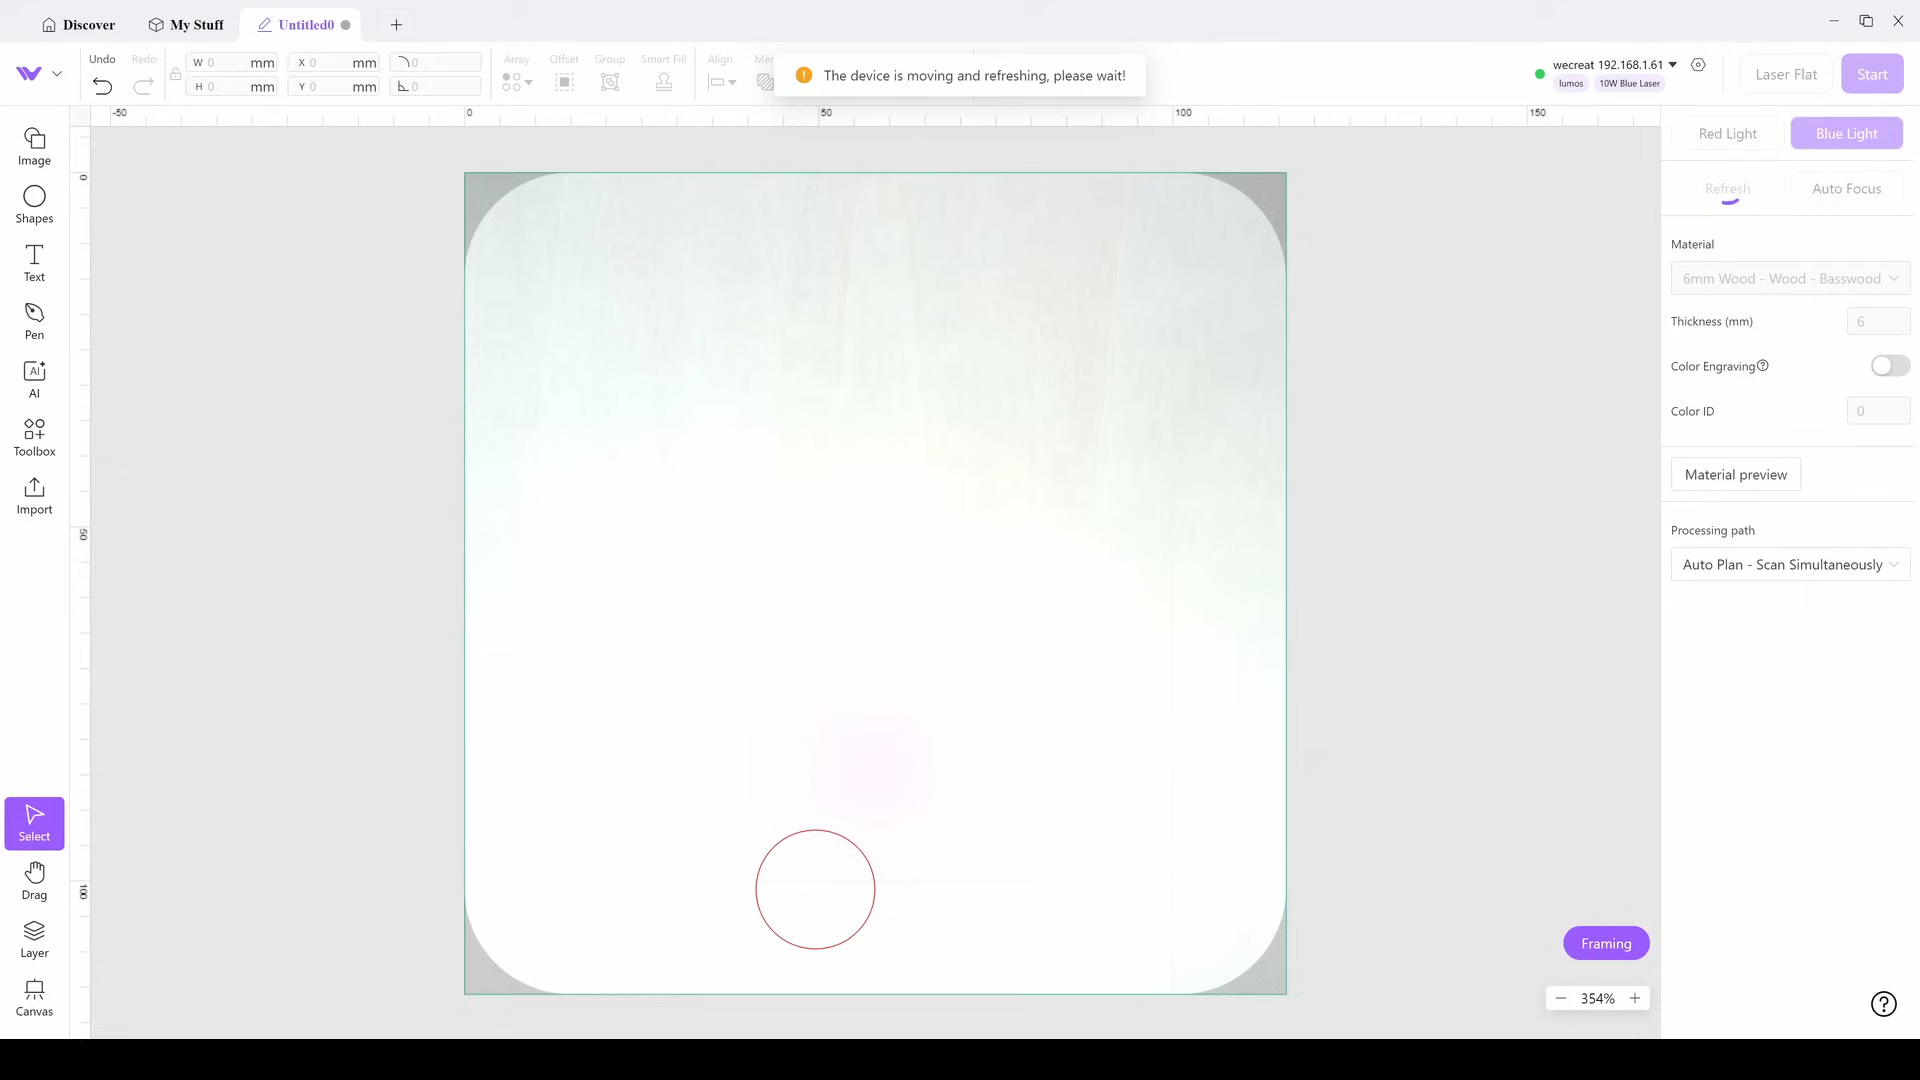 Discover
My Stuff
Untitled0
Undo
Redo
W 0 mm
H 0 mm
X 0 mm
Y 0 mm
0
0
Array
Offset
Group
Smart Fill
Align
The device is moving and refreshing, please wait!
wecreat 192.168.1.61
lumos
10W Blue Laser
Laser Flat
Start
-50
0
50
100
150
0
50
100
Image
Shapes
Text
Pen
AI
AI
Toolbox
Import
Select
Drag
Layer
Canvas
Red Light
Blue Light
Refresh
Auto Focus
Material
6mm Wood - Wood - Basswood
Thickness (mm)
6
Color Engraving
Color ID
0
Material preview
Processing path
Auto Plan - Scan Simultaneously
Framing
354%